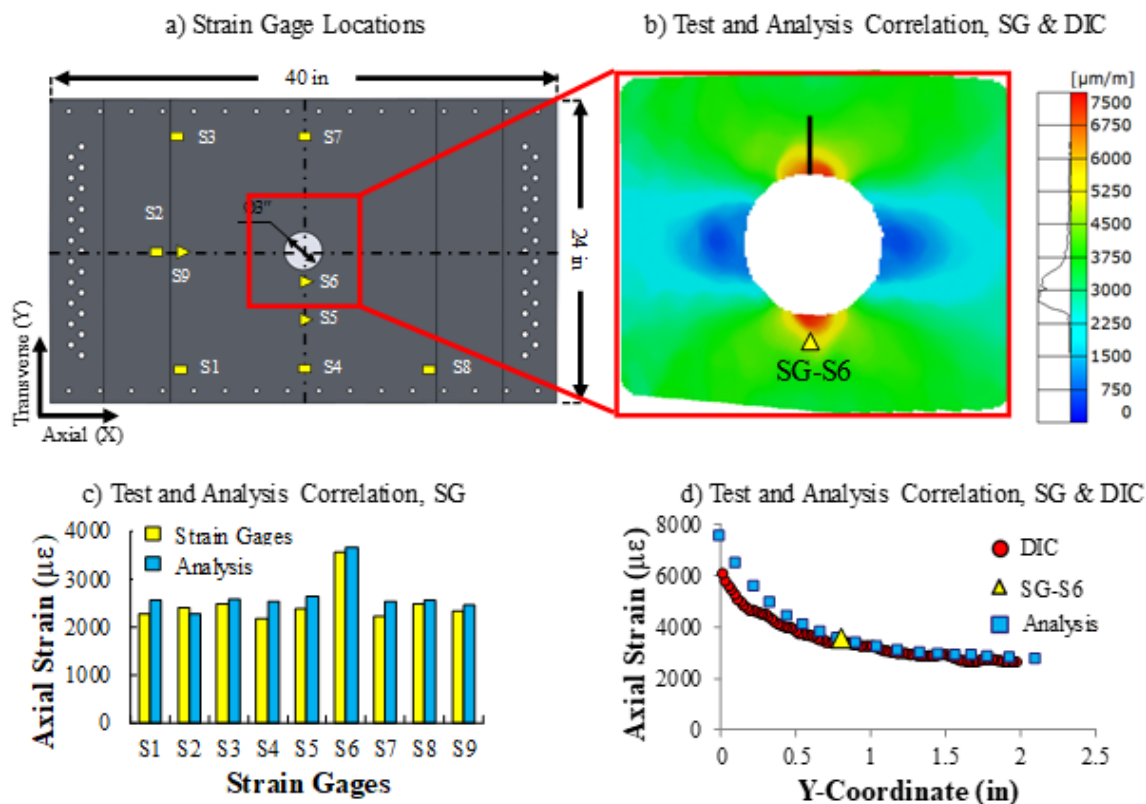 a) Strain Gage Locations
40 in
S3
S7
S2
Ø3"
S9
S6
S5
S1
S4
S8
24 in
Transverse (Y)
Axial (X)
b) Test and Analysis Correlation, SG & DIC
SG-S6
[µm/m]
7500
6750
6000
5250
4500
3750
3000
2250
1500
750
0
c) Test and Analysis Correlation, SG
Axial Strain (µε)
4000
3000
2000
1000
0
Strain Gages
Analysis
S1 S2 S3 S4 S5 S6 S7 S8 S9
Strain Gages
d) Test and Analysis Correlation, SG & DIC
Axial Strain (µε)
8000
6000
4000
2000
0
DIC
SG-S6
Analysis
0 0.5 1 1.5 2 2.5
Y-Coordinate (in)